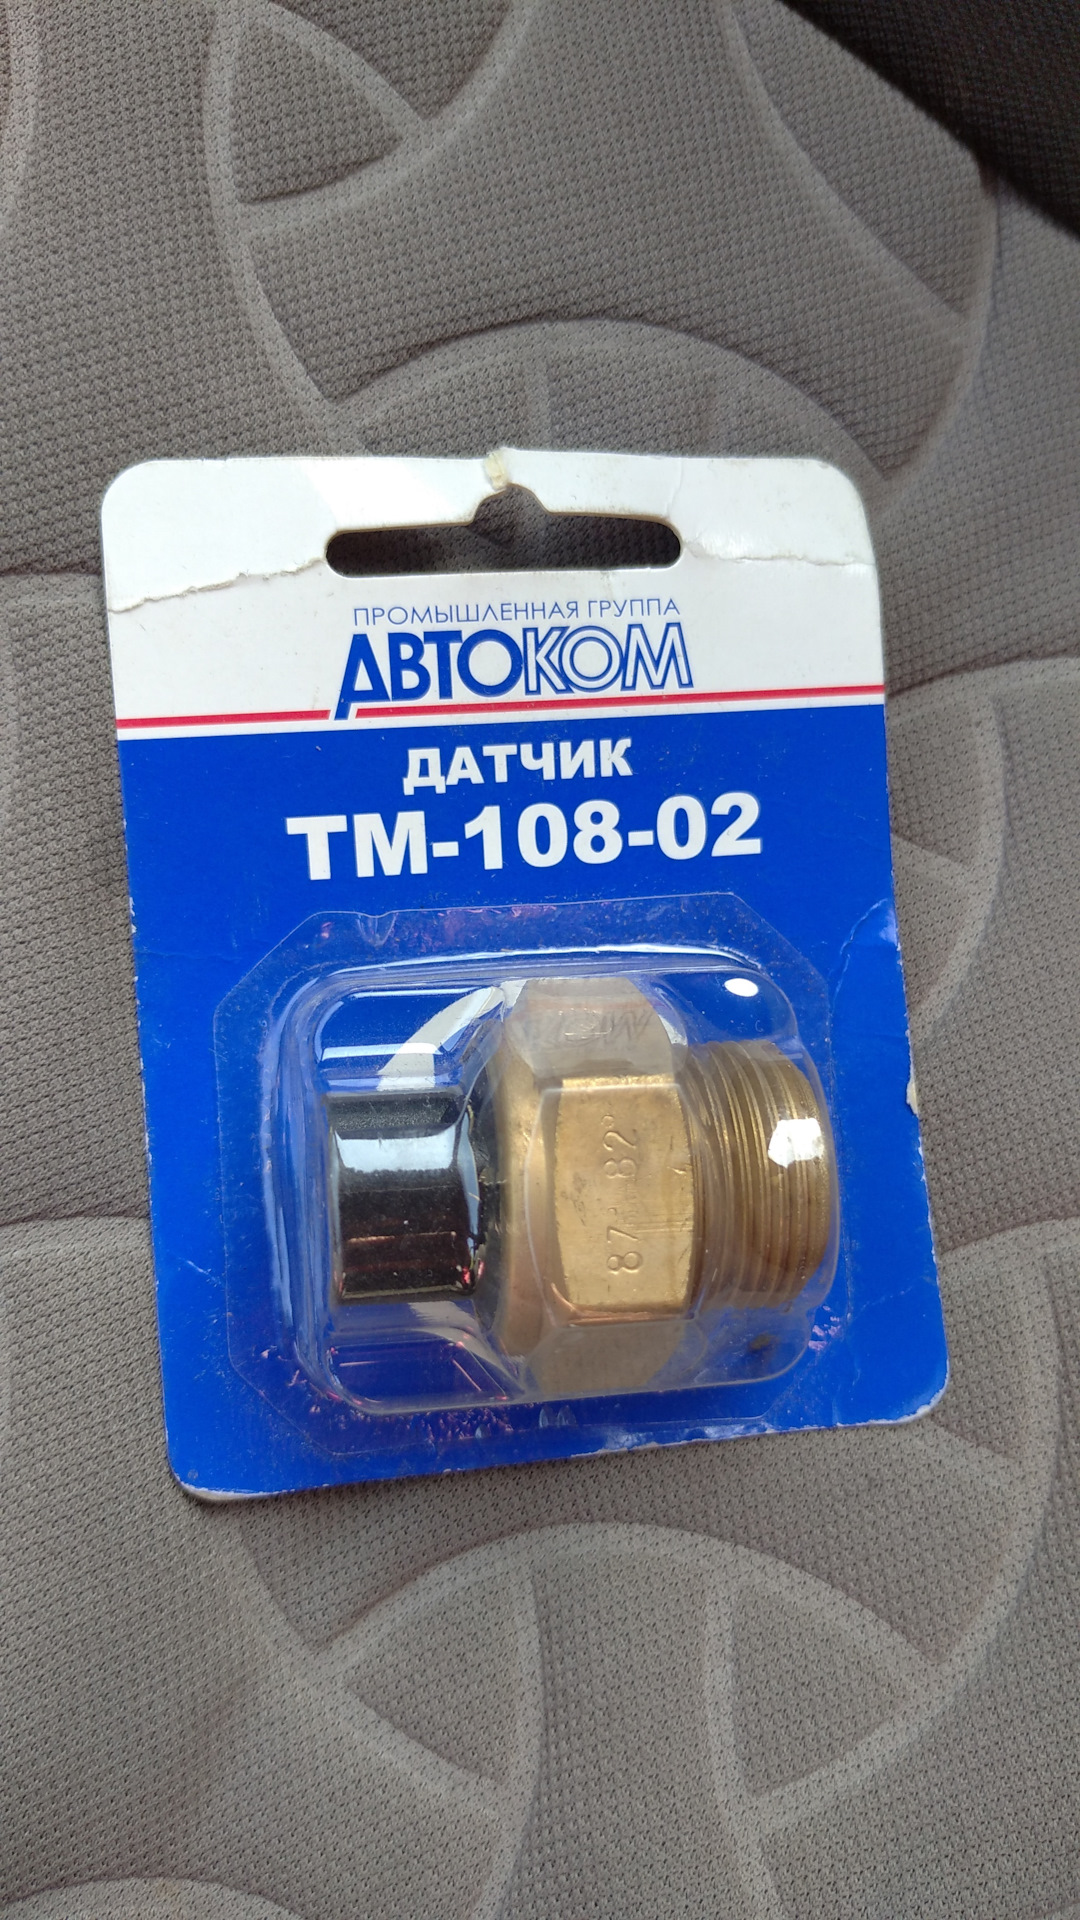 ПРОМЫШЛЕННАЯ ГРУППА
АВТОКОМ
ДАТЧИК
ТМ-108-02
87° 82°